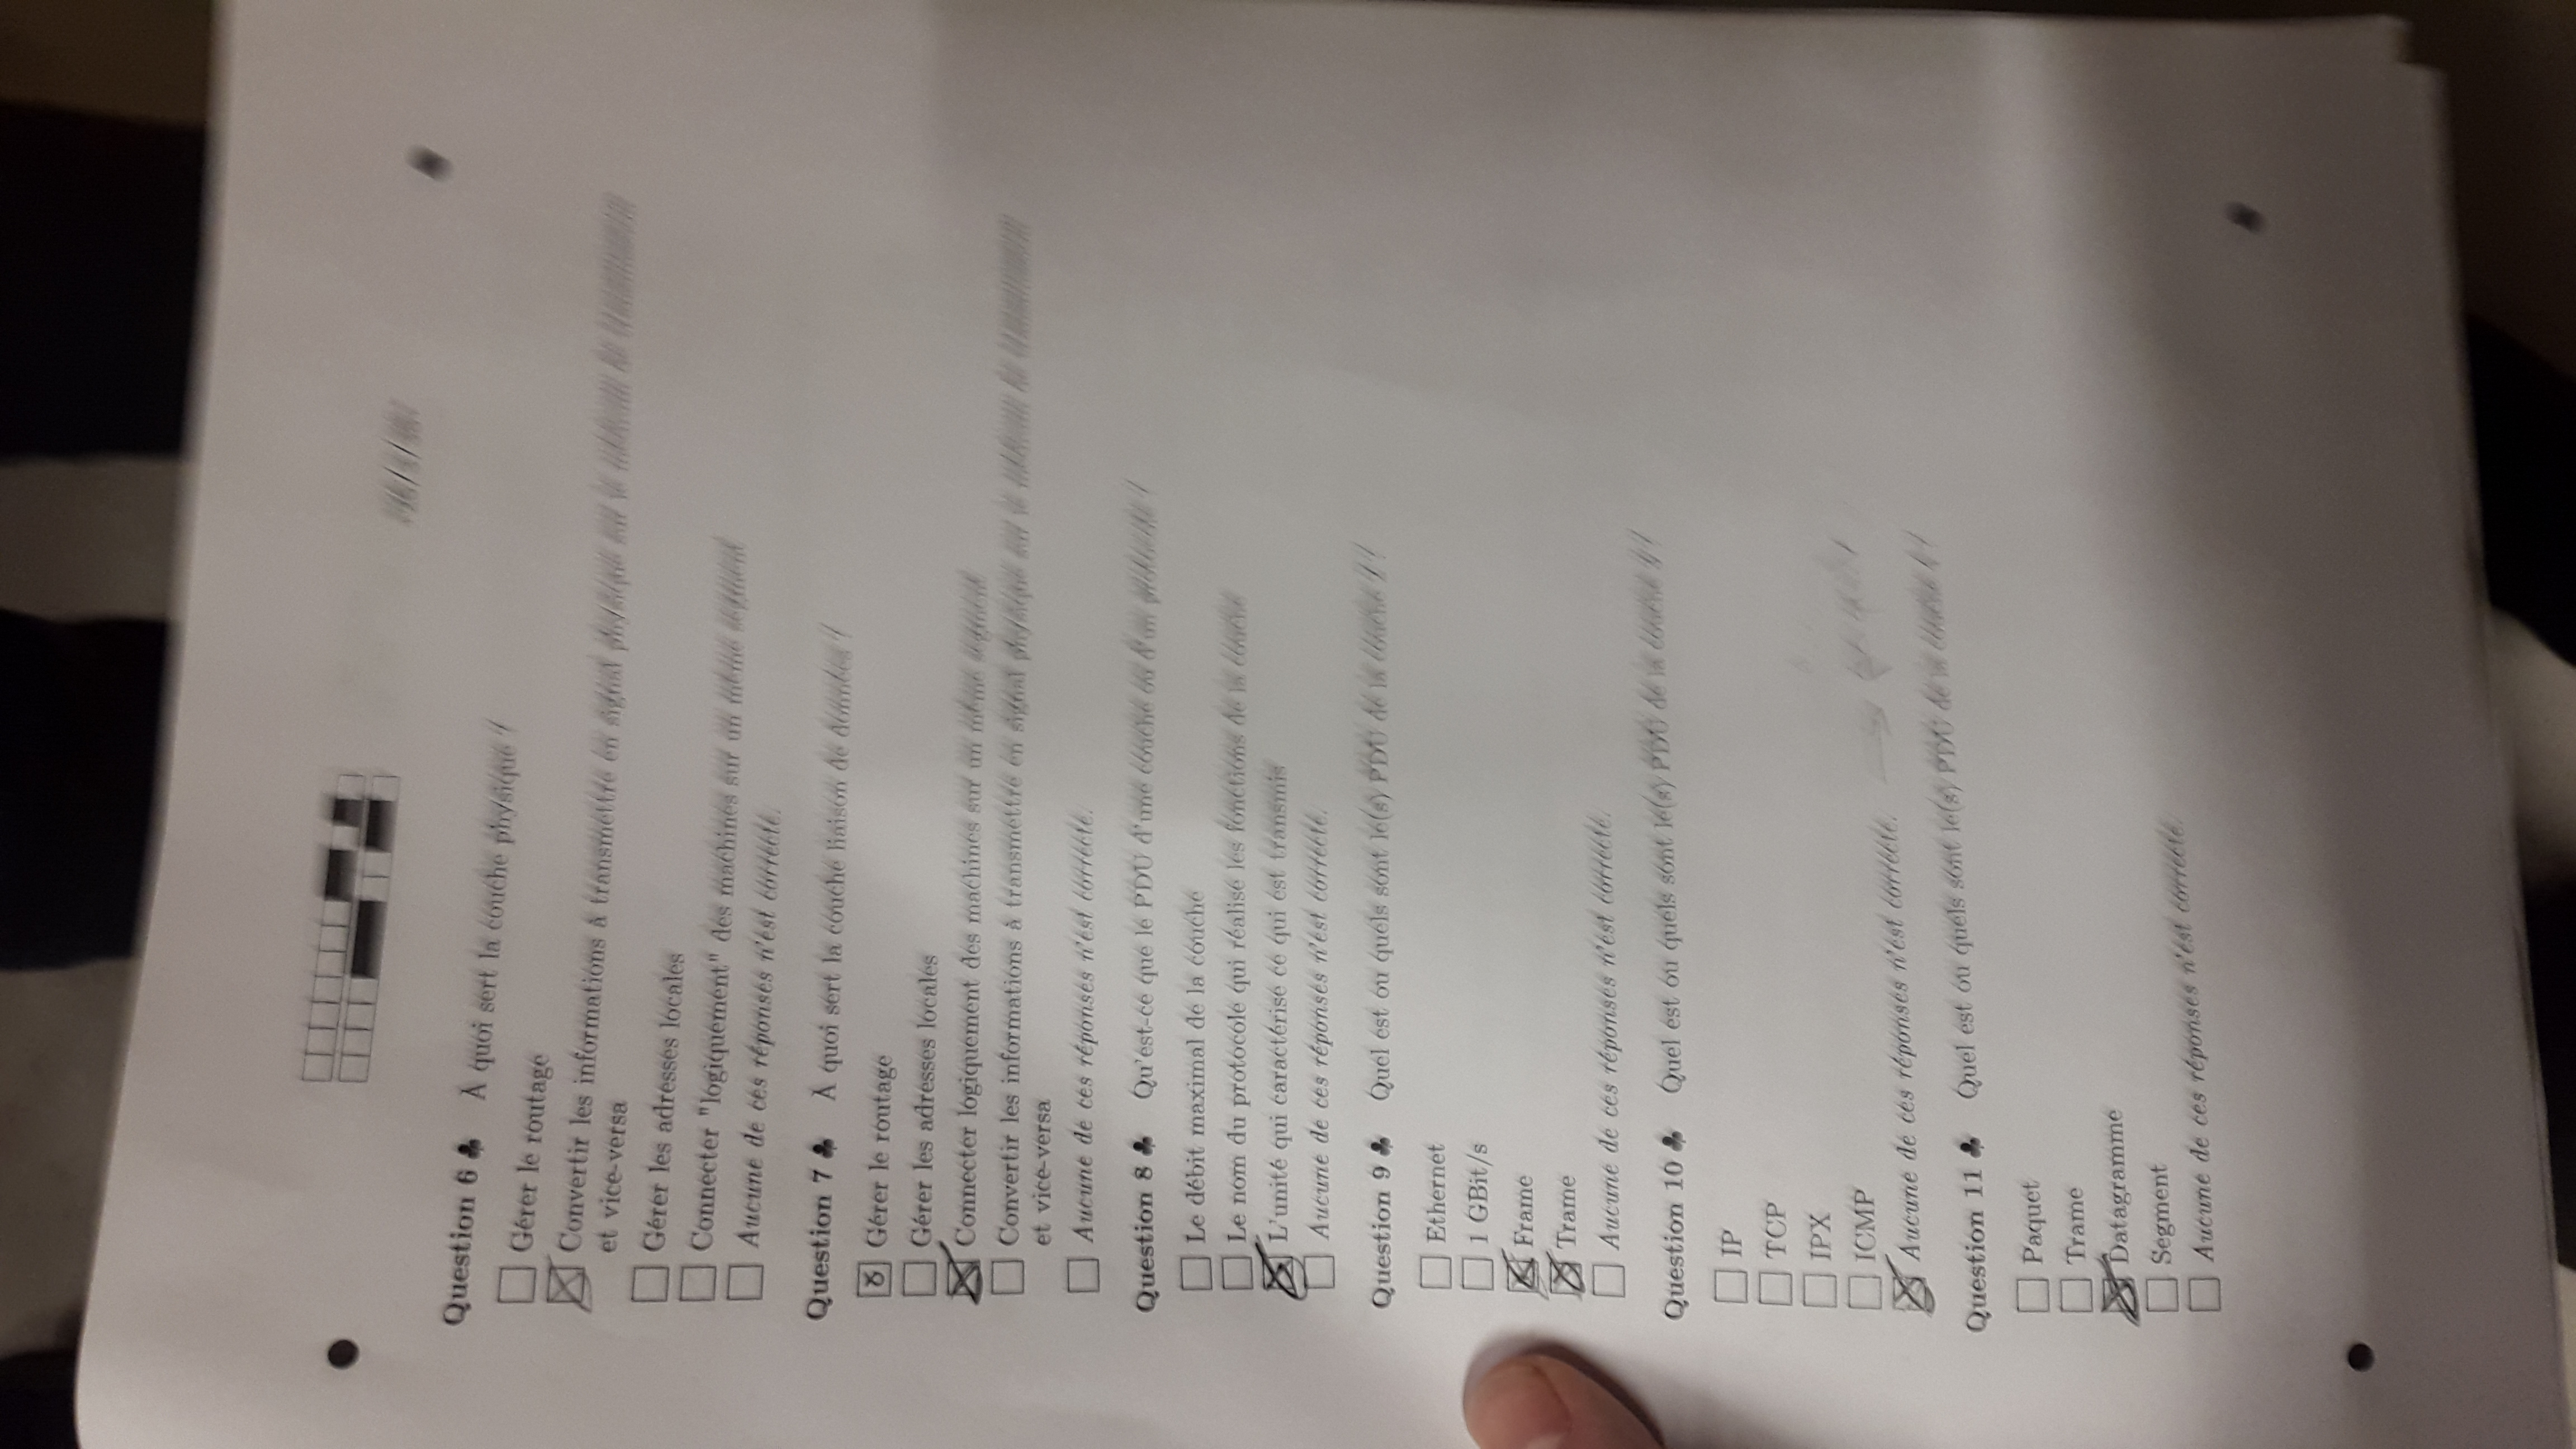 Question 6 ♣ À quoi sert la couche physique ?
Gérer le routage
Convertir les informations à transmettre en signal physique sur le
et vice-versa
Gérer les adresses locales
Connecter "logiquement" des machines sur un même segment
Aucune de ces réponses n'est correcte.
Question 7 ♣ À quoi sert la couche liaison de données ?
Gérer le routage
Gérer les adresses locales
Connecter logiquement des machines sur un même segment
Convertir les informations à transmettre en signal physique sur le
et vice-versa
Aucune de ces réponses n'est correcte.
Question 8 ♣ Qu'est-ce que le PDU d'une couche ou d'un protocole ?
Le débit maximal de la couche
Le nom du protocole qui réalise les fonctions de la couche
L'unité qui caractérise ce qui est transmis
Aucune de ces réponses n'est correcte.
Question 9 ♣ Quel est ou quels sont le(s) PDU de la couche
Ethernet
1 GBit/s
Frame
Trame
Aucune de ces réponses n'est correcte.
Question 10 ♣ Quel est ou quels sont le(s) PDU de la couche
IP
TCP
IPX
ICMP
Aucune de ces réponses n'est correcte.
Question 11 ♣ Quel est ou quels sont le(s) PDU de la couche
Paquet
Trame
Datagramme
Segment
Aucune de ces réponses n'est correcte.